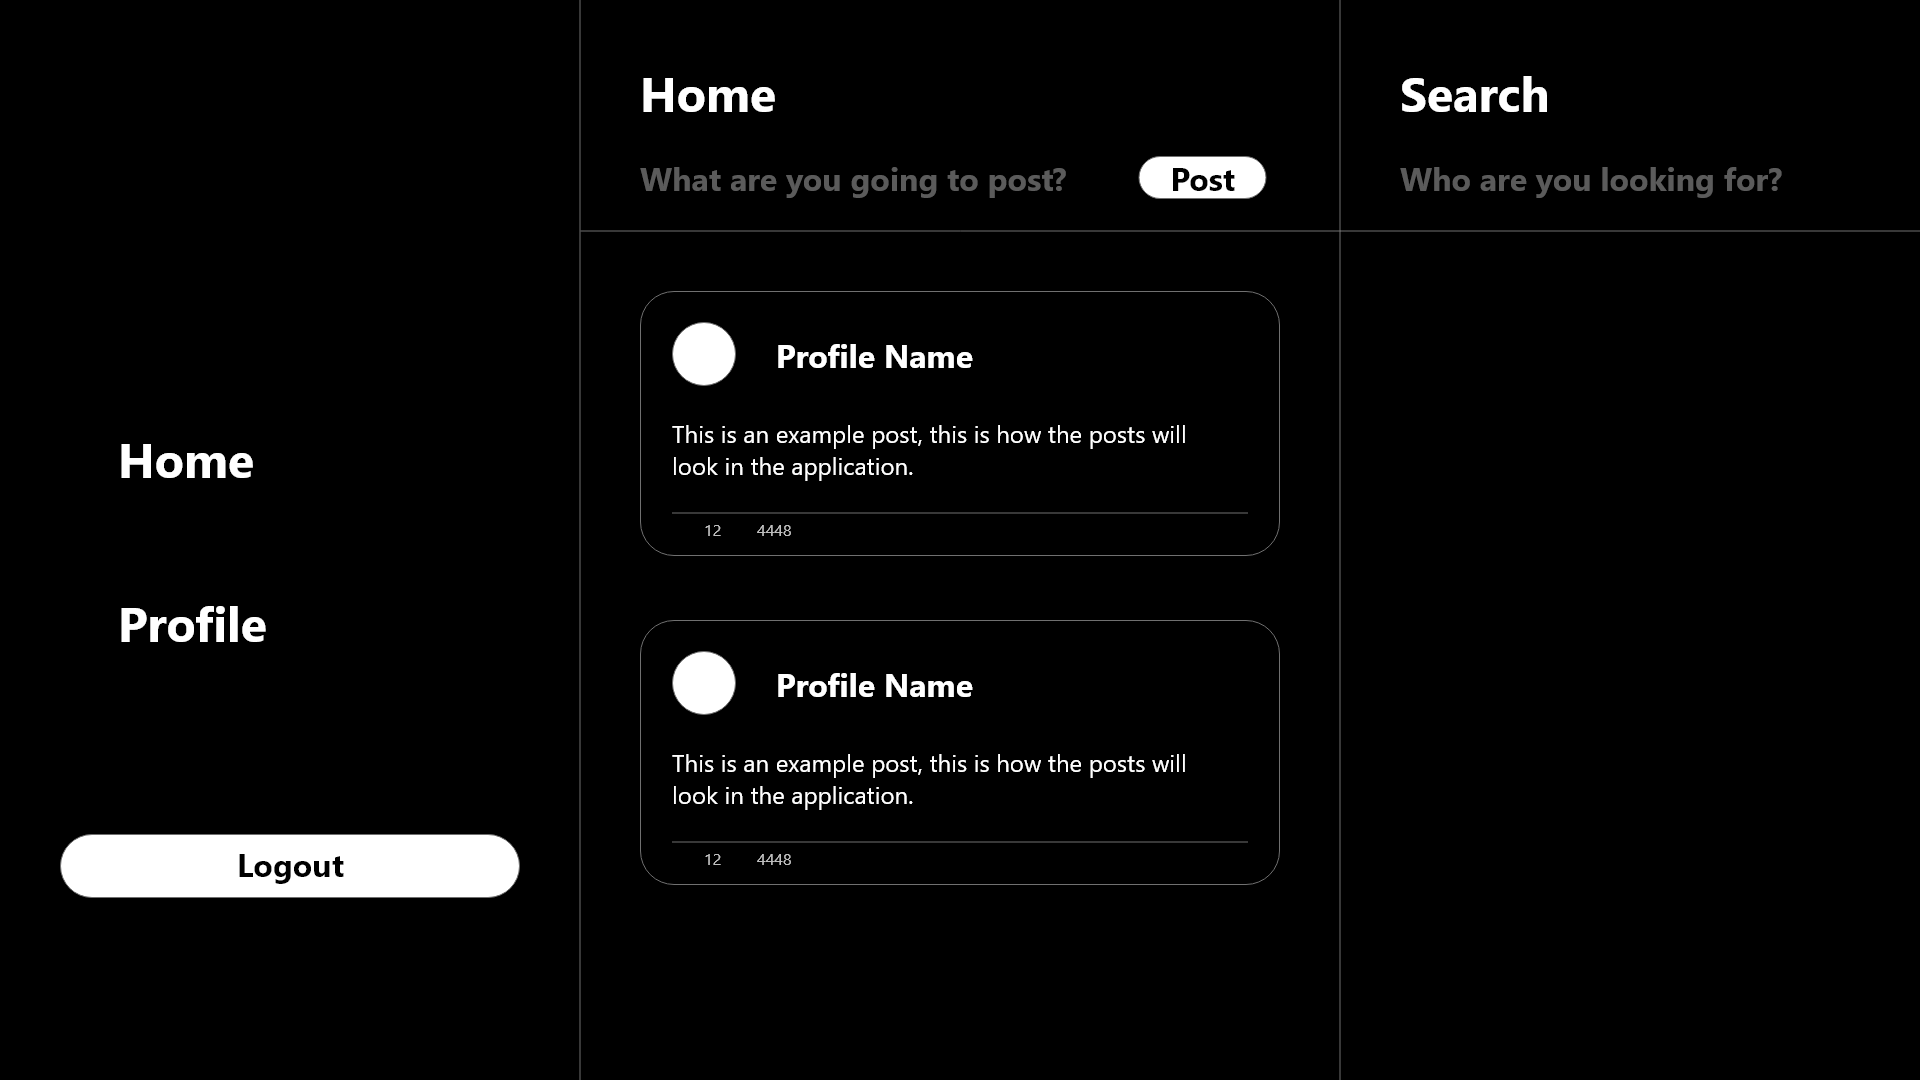 Home
Profile
Logout
Home
What are you going to post?
Post
Profile Name
This is an example post, this is how the posts will
look in the application.
12 4448
Profile Name
This is an example post, this is how the posts will
look in the application.
12 4448
Search
Who are you looking for?